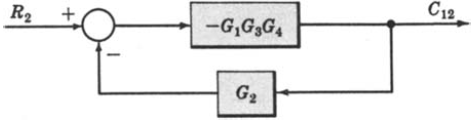 R₂ + C₁₂
−G₁G₃G₄
−
G₂